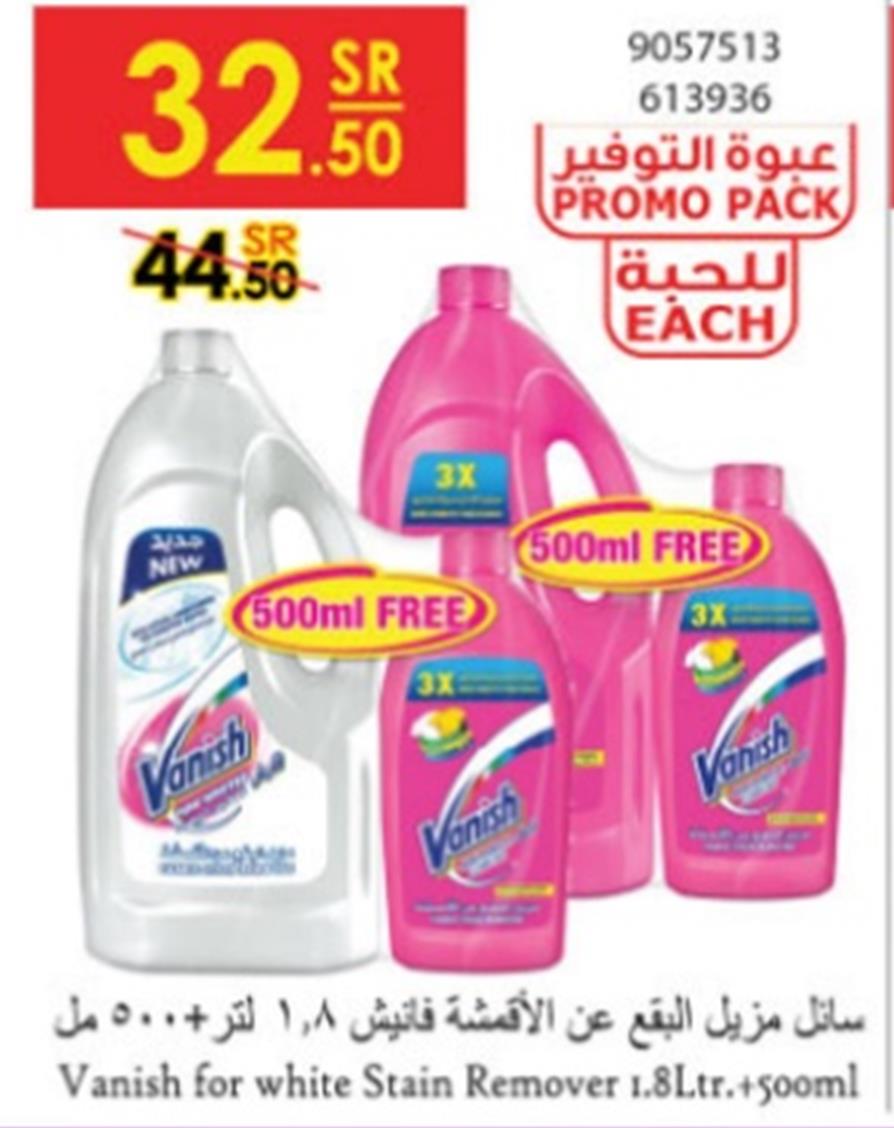 32.50 SR
9057513
613936
عبوة التوفير
PROMO PACK
للحبة
EACH
44.50 SR
3X
500ml FREE
جديد
NEW
500ml FREE
3X
3X
Vanish
Vanish
Vanish
سائل مزيل البقع عن الأقمشة فانيش ١,٨ لتر+٥٠٠ مل
Vanish for white Stain Remover 1.8Ltr.+500ml